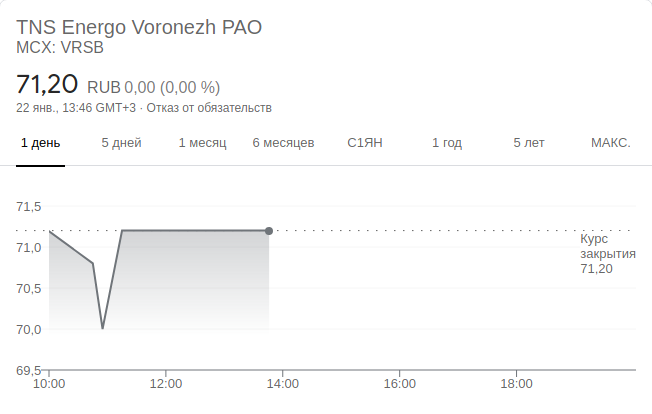 TNS Energo Voronezh PAO
MCX: VRSB
71,20 RUB 0,00 (0,00 %)
22 янв., 13:46 GMT+3 · Отказ от обязательств
1 день 5 дней 1 месяц 6 месяцев С1ЯН 1 год 5 лет МАКС.
71,5
71,0
70,5
70,0
69,5
Курс
закрытия
71,20
10:00 12:00 14:00 16:00 18:00